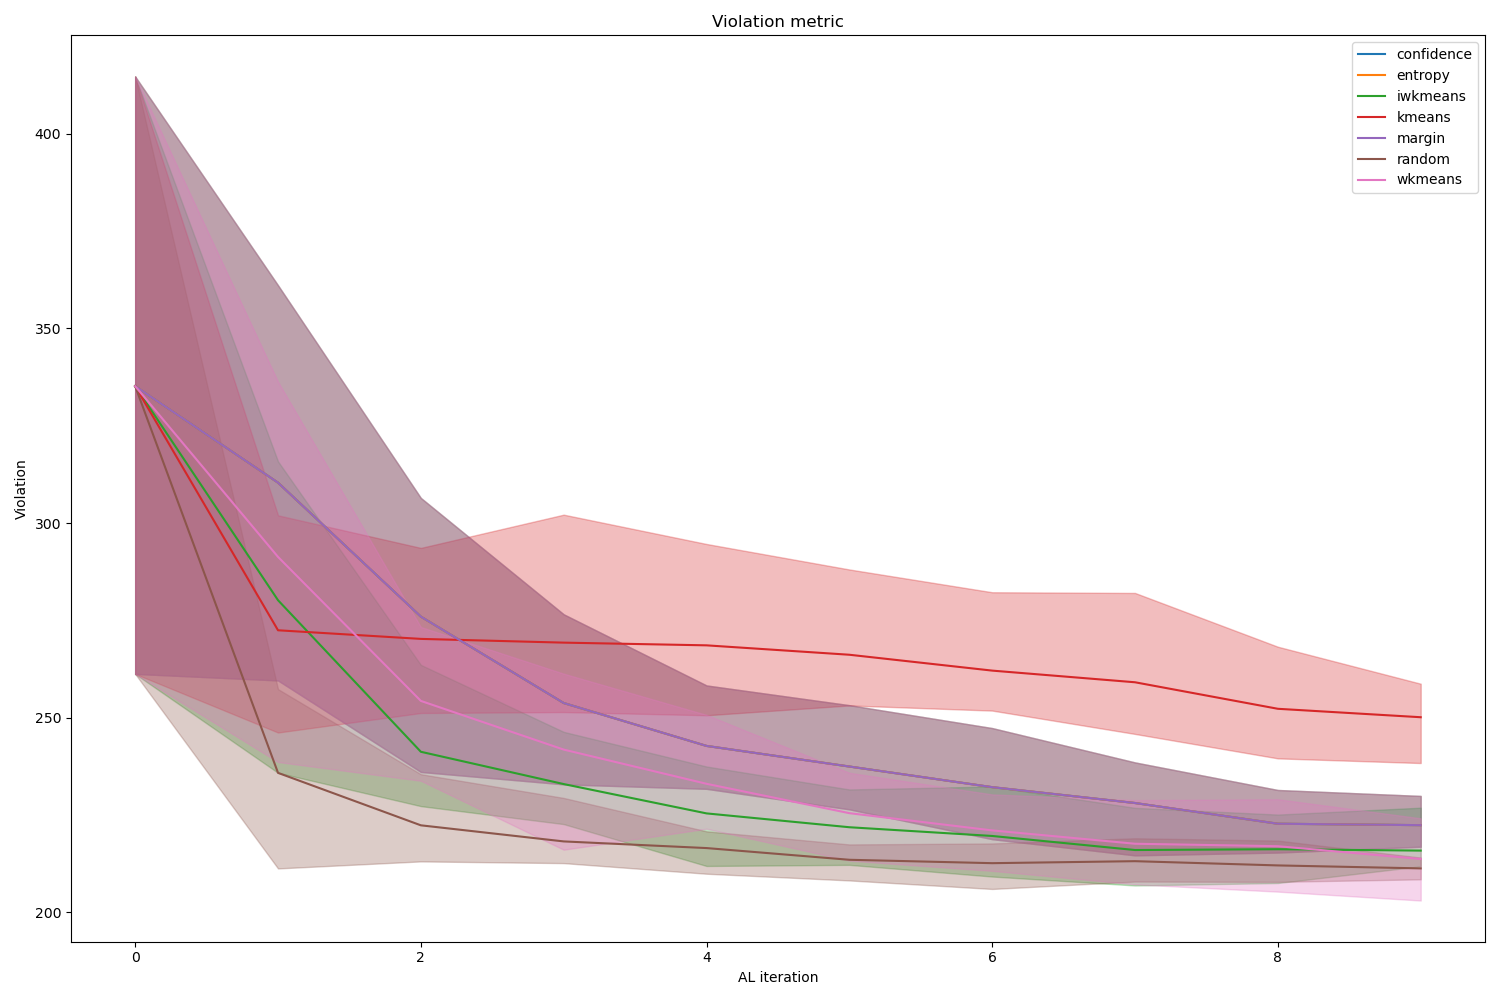 Violation metric
confidence
entropy
iwkmeans
kmeans
margin
random
wkmeans
400
350
300
250
200
Violation
0 2 4 6 8
AL iteration